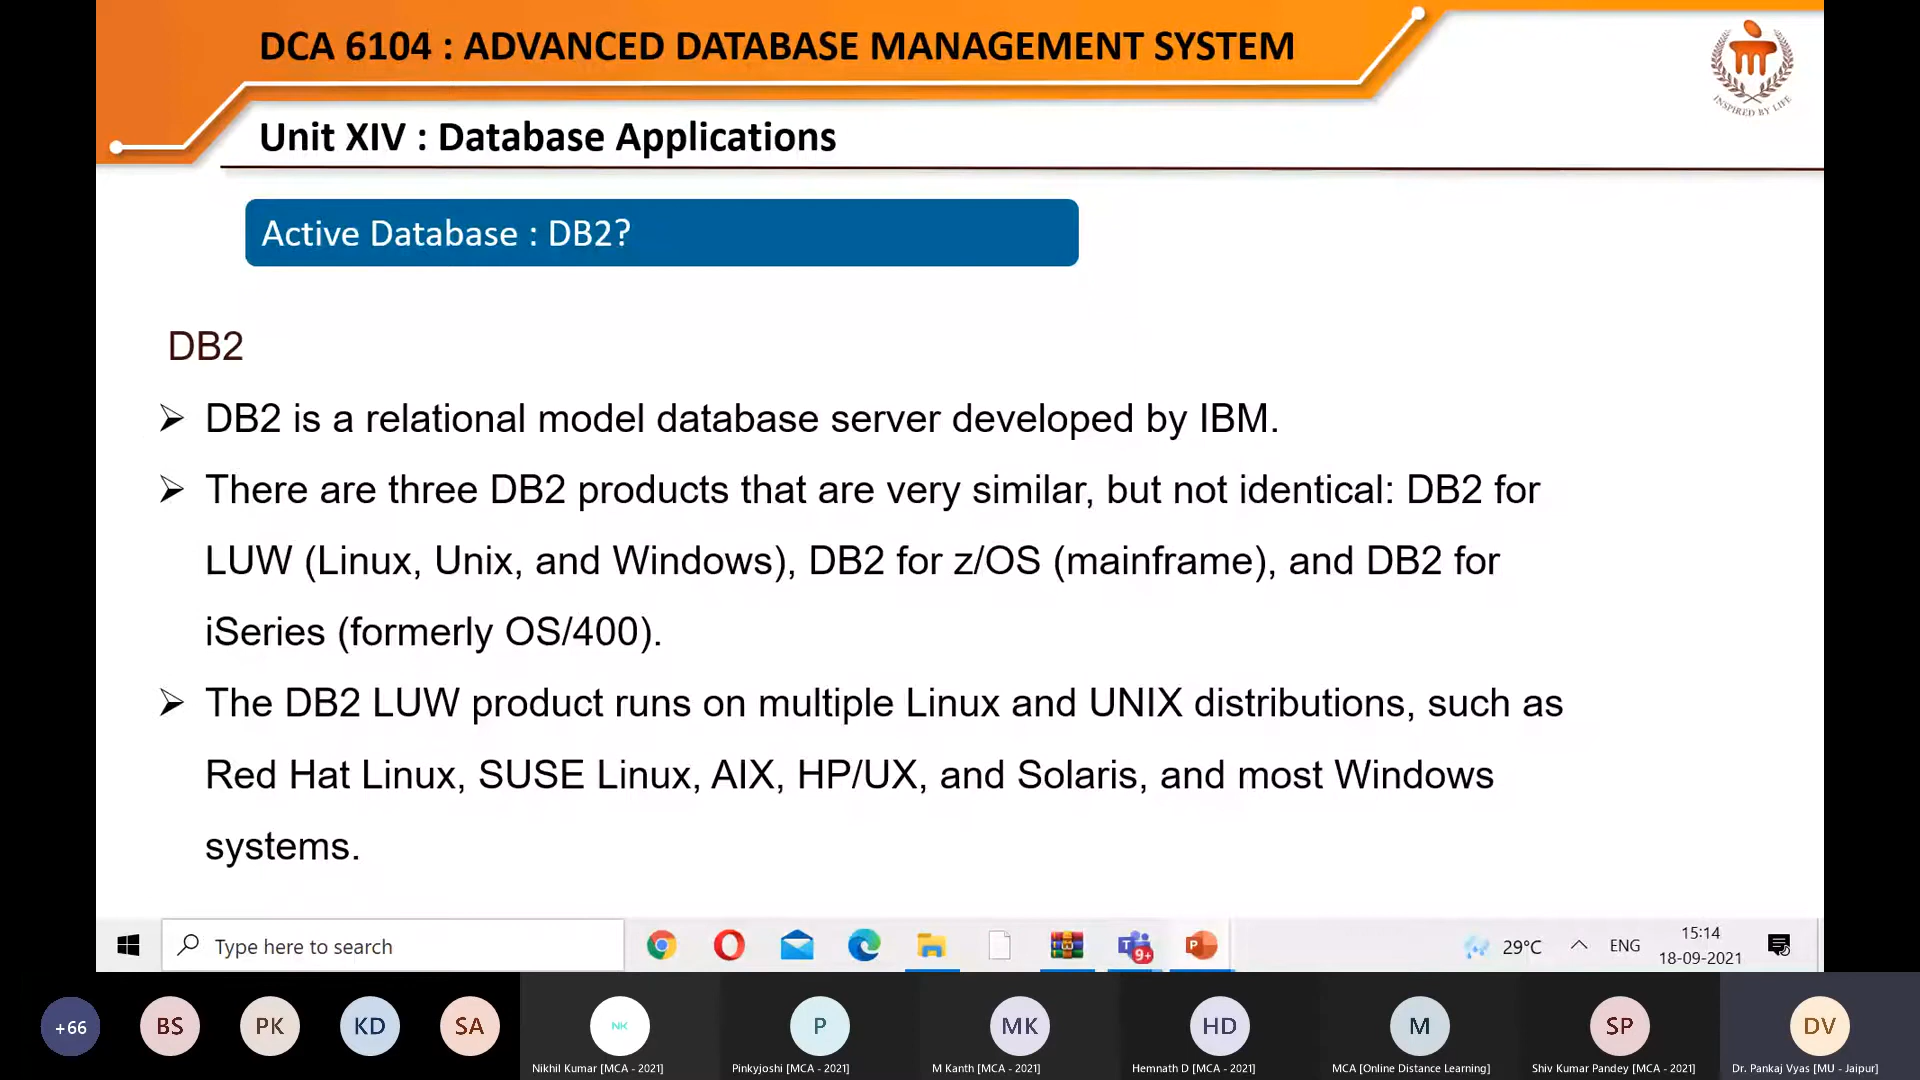 DCA 6104 : ADVANCED DATABASE MANAGEMENT SYSTEM
INSPIRED BY LIFE
Unit XIV : Database Applications
Active Database : DB2?
DB2
➢ DB2 is a relational model database server developed by IBM.
➢ There are three DB2 products that are very similar, but not identical: DB2 for
LUW (Linux, Unix, and Windows), DB2 for z/OS (mainframe), and DB2 for
iSeries (formerly OS/400).
➢ The DB2 LUW product runs on multiple Linux and UNIX distributions, such as
Red Hat Linux, SUSE Linux, AIX, HP/UX, and Solaris, and most Windows
systems.
Type here to search
9+
29°C
ENG
15:14
18-09-2021
+66
BS
PK
KD
SA
NK
P
MK
HD
M
SP
DV
Nikhil Kumar [MCA - 2021]
Pinkyjoshi [MCA - 2021]
M Kanth [MCA - 2021]
Hemnath D [MCA - 2021]
MCA [Online Distance Learning]
Shiv Kumar Pandey [MCA - 2021]
Dr. Pankaj Vyas [MU - Jaipur]